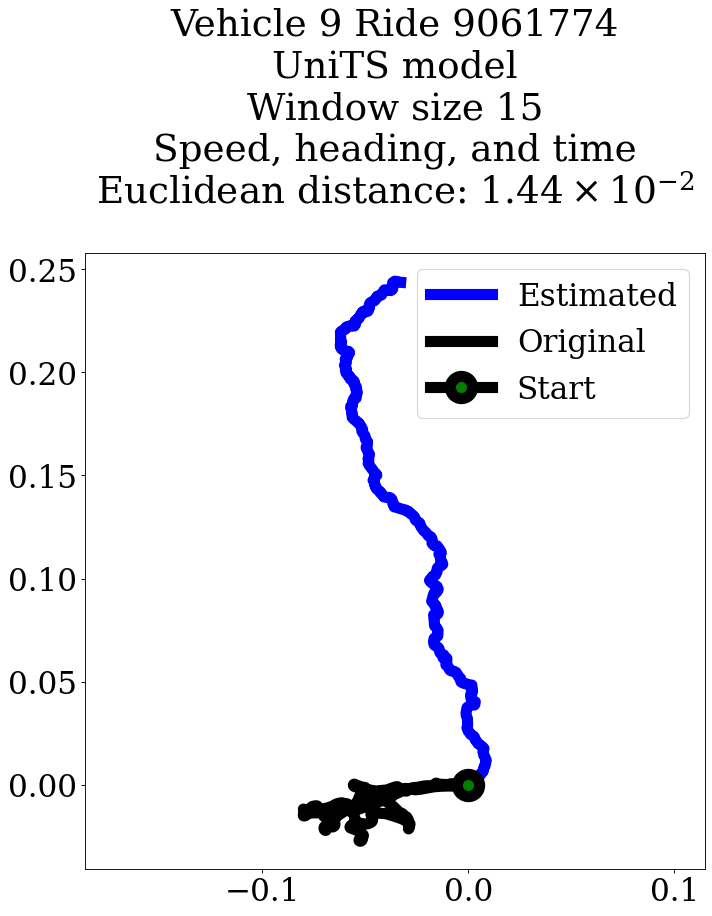 Vehicle 9 Ride 9061774
UniTS model
Window size 15
Speed, heading, and time
Euclidean distance: 1.44 × 10⁻²
0.25
0.20
0.15
0.10
0.05
0.00
−0.1
0.0
0.1
Estimated
Original
Start